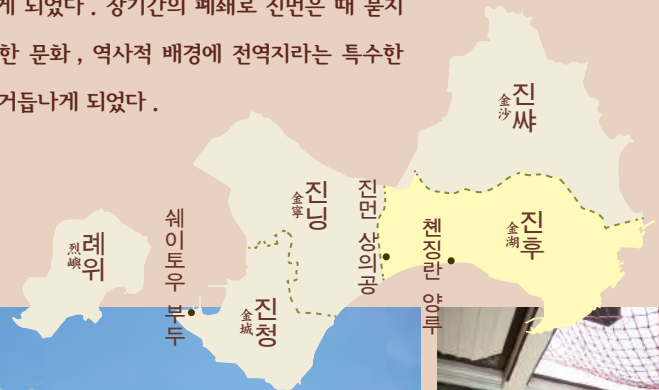 게 되었다. 장기간의 폐쇄로 진먼은 때 묻지
한 문화, 역사적 배경에 전역지라는 특수한
거듭나게 되었다.
진쌰
金沙
진닝
金寧
진먼 상의공
쉐이토우 부두
례위
烈嶼
첸징란 양루
진후
金湖
진청
金城